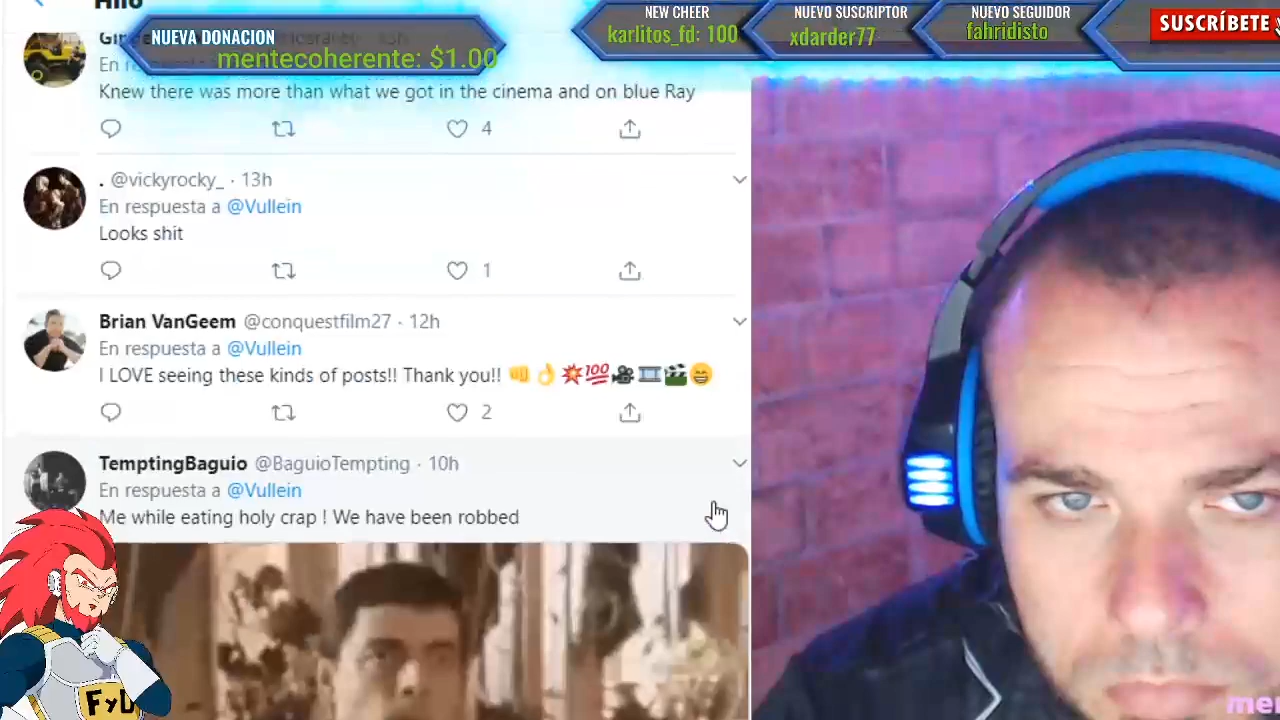 Hilo
NUEVA DONACION
mentecoherente: $1.00
NEW CHEER
karlitos_fd: 100
NUEVO SUSCRIPTOR
xdarder77
NUEVO SEGUIDOR
fahridisto
SUSCRÍBETE
En
Knew there was more than what we got in the cinema and on blue Ray
4
. @vickyrocky_ · 13h
En respuesta a @Vullein
Looks shit
1
Brian VanGeem @conquestfilm27 · 12h
En respuesta a @Vullein
I LOVE seeing these kinds of posts!! Thank you!! 👊👌💥💯🎥🎞🎬😁
2
TemptingBaguio @BaguioTempting · 10h
En respuesta a @Vullein
Me while eating holy crap ! We have been robbed
FyD